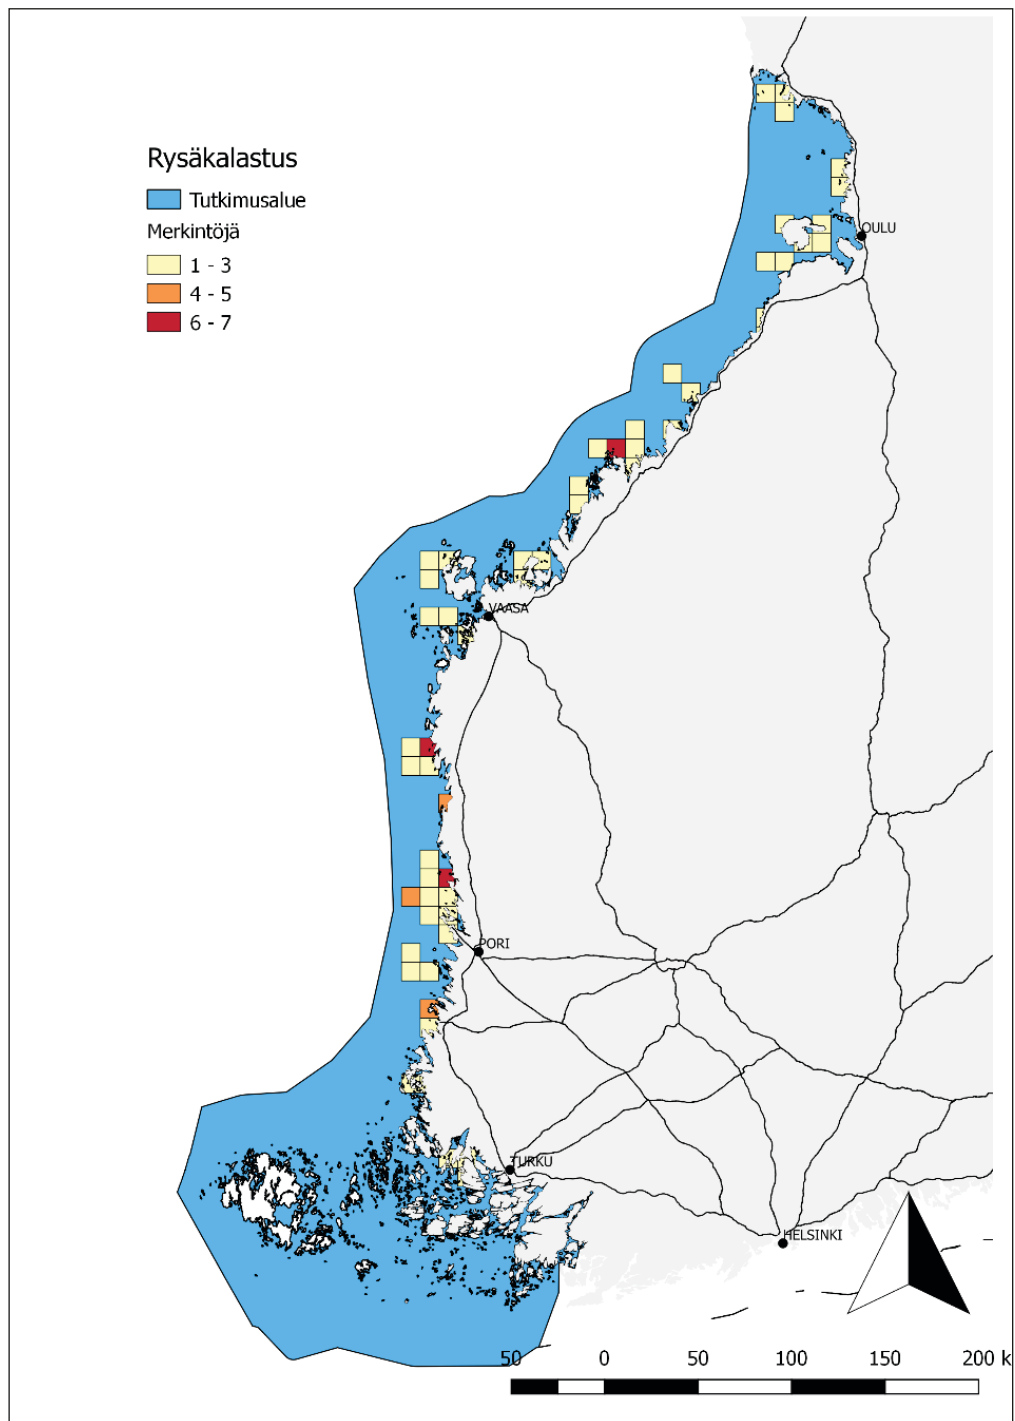 Rysäkalastus
Tutkimusalue
Merkintöjä
1 - 3
4 - 5
6 - 7
OULU
VAASA
PORI
TURKU
HELSINKI
50 0 50 100 150 200 k